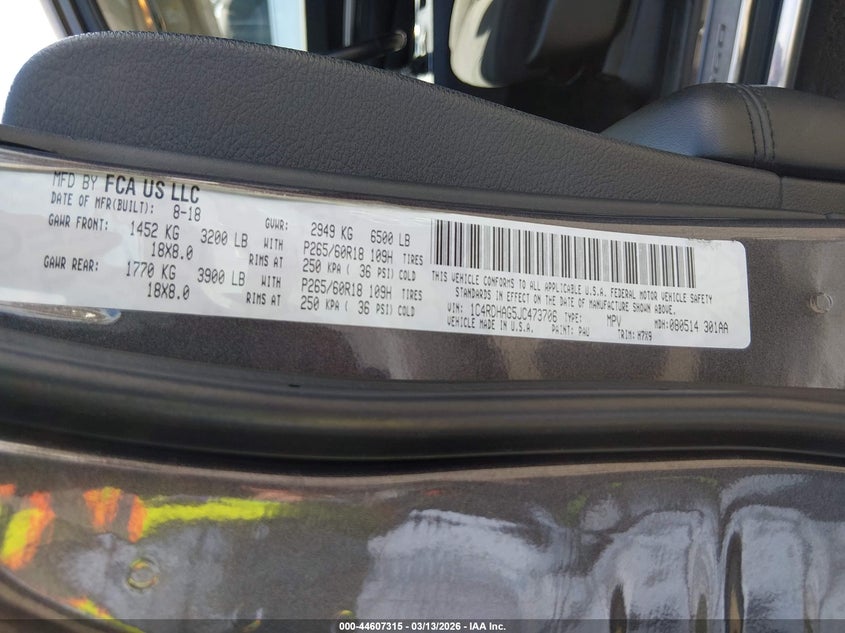 MFD BY FCA US LLC
DATE OF MFR(BUILT): 8-18
GVWR: 2949 KG 6500 LB
GAWR FRONT: 1452 KG 3200 LB WITH P265/60R18 109H TIRES
18X8.0 RIMS AT 250 KPA ( 36 PSI) COLD
GAWR REAR: 1770 KG 3900 LB WITH P265/60R18 109H TIRES
18X8.0 RIMS AT 250 KPA ( 36 PSI) COLD
THIS VEHICLE CONFORMS TO ALL APPLICABLE U.S.A. FEDERAL MOTOR VEHICLE SAFETY
STANDARDS IN EFFECT ON THE DATE OF MANUFACTURE SHOWN ABOVE.
VIN: 1C4RDHAG5JC473706 TYPE: MPV MDH: 080514 301AA
VEHICLE MADE IN U.S.A. PAINT: PAU TRIM: H7X9
000-44607315 | 03/13/2026 | IAA Inc.